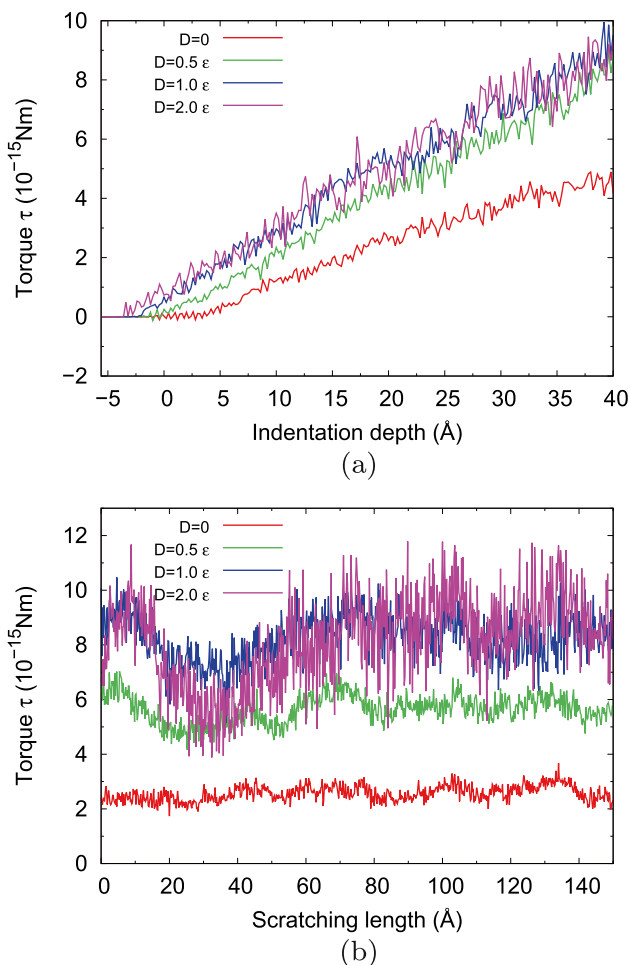 10
8
6
4
2
0
−2
Torque τ (10⁻¹⁵Nm)
D=0
D=0.5 ε
D=1.0 ε
D=2.0 ε
−5 0 5 10 15 20 25 30 35 40
Indentation depth (Å)
(a)
12
10
8
6
4
2
0
Torque τ (10⁻¹⁵Nm)
D=0
D=0.5 ε
D=1.0 ε
D=2.0 ε
0 20 40 60 80 100 120 140
Scratching length (Å)
(b)